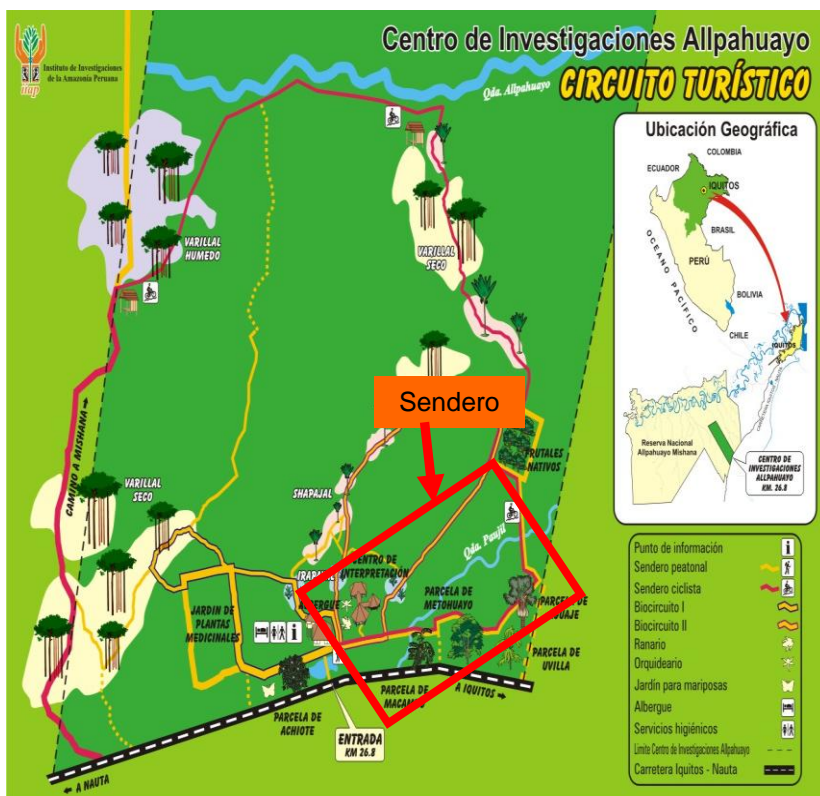 Instituto de Investigaciones
de la Amazonía Peruana
iiap
Centro de Investigaciones Allpahuayo
CIRCUITO TURÍSTICO
Qda. Allpahuayo
VARILLAL
HUMEDO
VARILLAL
SECO
CAMINO A MISHANA
Sendero
FRUTALES
NATIVOS
SHAPAJAL
VARILLAL
SECO
Qda. Paujil
CENTRO DE
INTERPRETACIÓN
PARCELA DE
METOHUAYO
PARCELA DE
JARDIN DE
PLANTAS
MEDICINALES
i
PARCELA DE
UVILLA
PARCELA DE
A IQUITOS
PARCELA DE
ACHIOTE
ENTRADA
KM 26.8
A NAUTA
Ubicación Geográfica
COLOMBIA
ECUADOR
IQUITOS
BRASIL
OCEANO PACÍFICO
PERÚ
BOLIVIA
CHILE
IQUITOS
Reserva Nacional
Allpahuayo Mishana
CENTRO DE
INVESTIGACIONES
ALLPAHUAYO
KM. 26.8
Punto de información
i
Sendero peatonal
Sendero ciclista
Biocircuito I
Biocircuito II
Ranario
Orquideario
Jardín para mariposas
Albergue
Servicios higiénicos
Limite Centro de Investigaciones Allpahuayo
Carretera Iquitos - Nauta